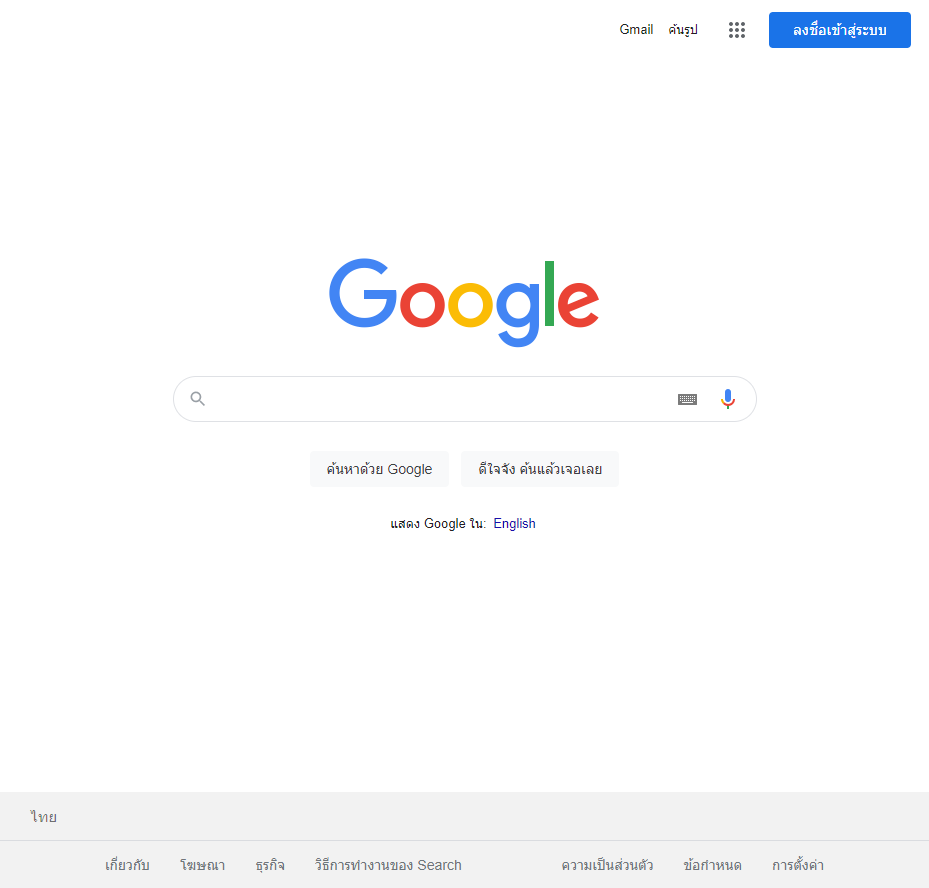 Gmail ค้นรูป ลงชื่อเข้าสู่ระบบ
Google
ค้นหาด้วย Google ดีใจจัง ค้นแล้วเจอเลย
แสดง Google ใน: English
ไทย
เกี่ยวกับ โฆษณา ธุรกิจ วิธีการทำงานของ Search ความเป็นส่วนตัว ข้อกำหนด การตั้งค่า